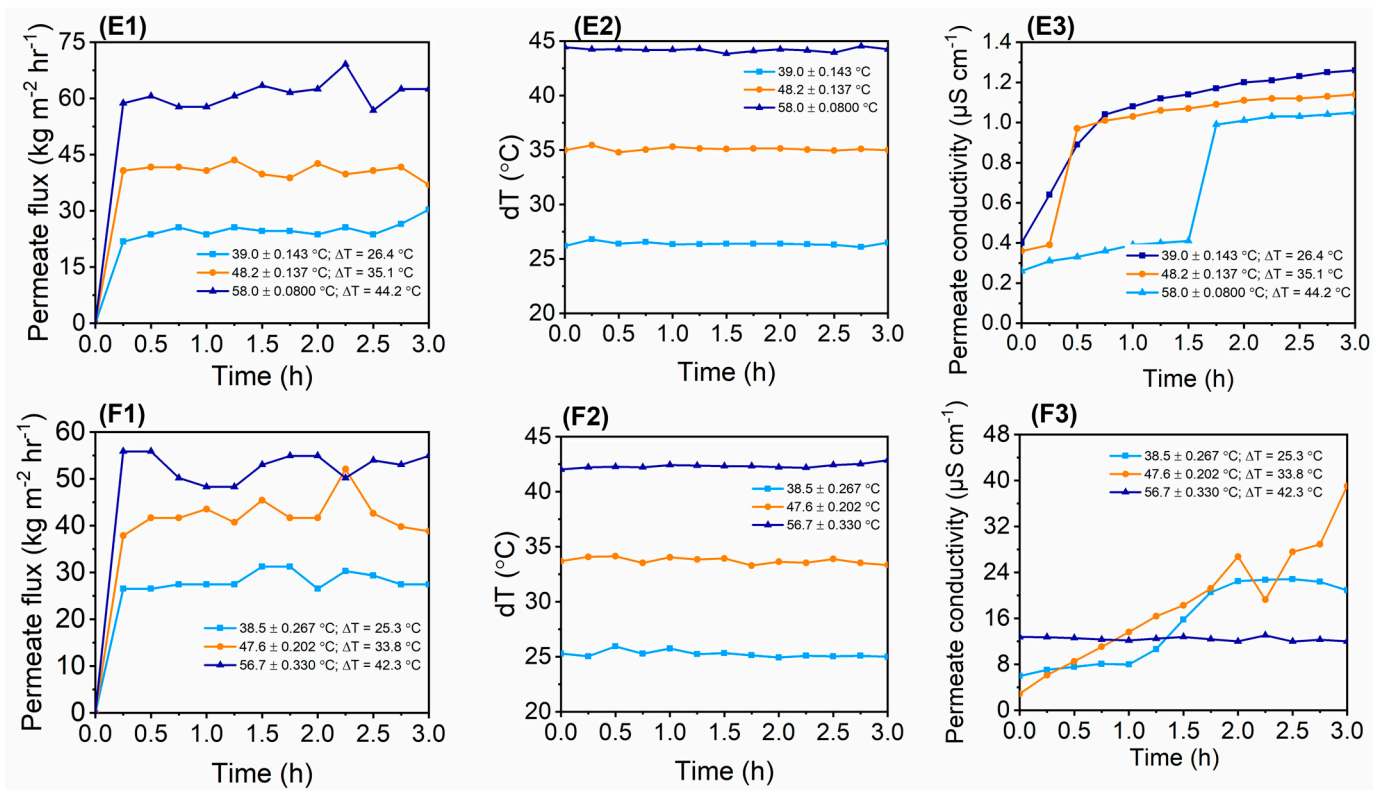 (E1)
Permeate flux (kg m⁻² hr⁻¹)
75
60
45
30
15
0
39.0 ± 0.143 °C; ΔT = 26.4 °C
48.2 ± 0.137 °C; ΔT = 35.1 °C
58.0 ± 0.0800 °C; ΔT = 44.2 °C
0.0 0.5 1.0 1.5 2.0 2.5 3.0
Time (h)
(E2)
dT (°C)
45
40
35
30
25
20
39.0 ± 0.143 °C
48.2 ± 0.137 °C
58.0 ± 0.0800 °C
0.0 0.5 1.0 1.5 2.0 2.5 3.0
Time (h)
(E3)
Permeate conductivity (µS cm⁻¹)
1.4
1.2
1.0
0.8
0.6
0.4
0.2
0.0
39.0 ± 0.143 °C; ΔT = 26.4 °C
48.2 ± 0.137 °C; ΔT = 35.1 °C
58.0 ± 0.0800 °C; ΔT = 44.2 °C
0.0 0.5 1.0 1.5 2.0 2.5 3.0
Time (h)
(F1)
Permeate flux (kg m⁻² hr⁻¹)
60
50
40
30
20
10
0
38.5 ± 0.267 °C; ΔT = 25.3 °C
47.6 ± 0.202 °C; ΔT = 33.8 °C
56.7 ± 0.330 °C; ΔT = 42.3 °C
0.0 0.5 1.0 1.5 2.0 2.5 3.0
Time (h)
(F2)
dT (°C)
45
40
35
30
25
20
38.5 ± 0.267 °C
47.6 ± 0.202 °C
56.7 ± 0.330 °C
0.0 0.5 1.0 1.5 2.0 2.5 3.0
Time (h)
(F3)
Permeate conductivity (µS cm⁻¹)
48
40
32
24
16
8
0
38.5 ± 0.267 °C; ΔT = 25.3 °C
47.6 ± 0.202 °C; ΔT = 33.8 °C
56.7 ± 0.330 °C; ΔT = 42.3 °C
0.0 0.5 1.0 1.5 2.0 2.5 3.0
Time (h)